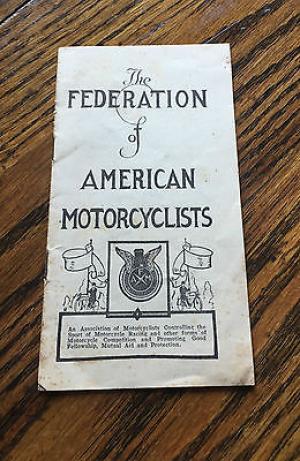 The
FEDERATION
of
AMERICAN
MOTORCYCLISTS
An Association of Motorcyclists Controlling the
Sport of Motorcycle Racing and other forms of
Motorcycle Competition and Promoting Good
Fellowship, Mutual Aid and Protection.